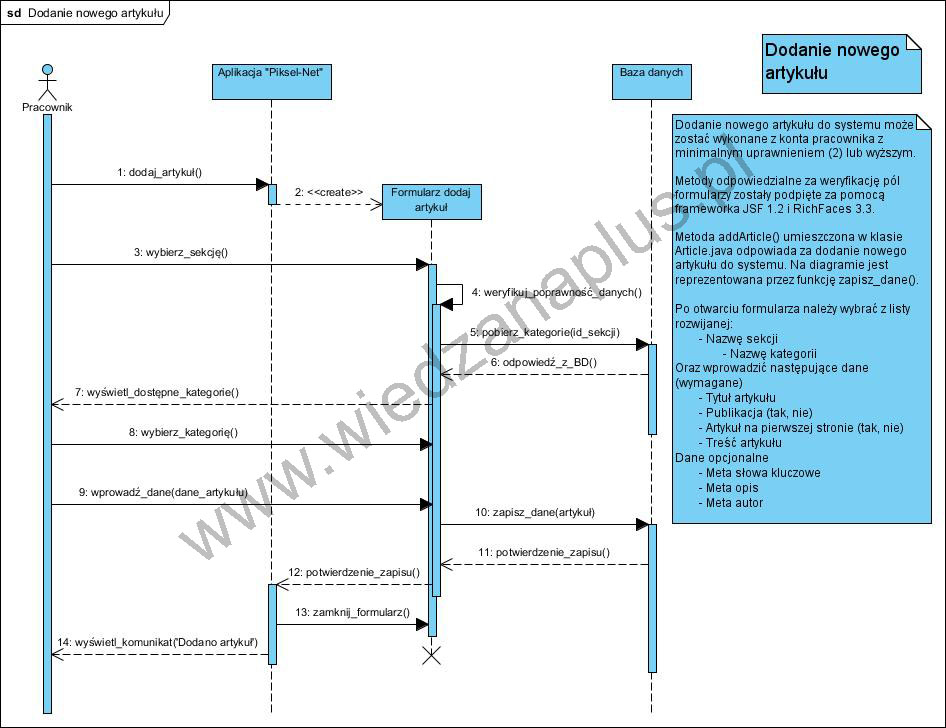 sd Dodanie nowego artykułu
Dodanie nowego
artykułu
Pracownik
Aplikacja "Piksel-Net"
Baza danych
Dodanie nowego artykułu do systemu może
zostać wykonane z konta pracownika z
minimalnym uprawnieniem (2) lub wyższym.
Metody odpowiedzialne za weryfikację pól
formularzy zostały podpięte za pomocą
frameworka JSF 1.2 i RichFaces 3.3.
Metoda addArticle() umieszczona w klasie
Article.java odpowiada za dodanie nowego
artykułu do systemu. Na diagramie jest
reprezentowana przez funkcję zapisz_dane().
Po otwarciu formularza należy wybrać z listy
rozwijanej:
- Nazwę sekcji
- Nazwę kategorii
Oraz wprowadzić następujące dane
(wymagane)
- Tytuł artykułu
- Publikacja (tak, nie)
- Artykuł na pierwszej stronie (tak, nie)
- Treść artykułu
Dane opcjonalne
- Meta słowa kluczowe
- Meta opis
- Meta autor
1: dodaj_artykuł()
2: <<create>>
Formularz dodaj
artykuł
3: wybierz_sekcję()
4: weryfikuj_poprawność_danych()
5: pobierz_kategorie(id_sekcji)
6: odpowiedź_z_BD()
7: wyświetl_dostępne_kategorie()
8: wybierz_kategorię()
9: wprowadź_dane(dane_artykułu)
10: zapisz_dane(artykuł)
11: potwierdzenie_zapisu()
12: potwierdzenie_zapisu()
13: zamknij_formularz()
14: wyświetl_komunikat('Dodano artykuł')
www.wiedzanaplus.pl